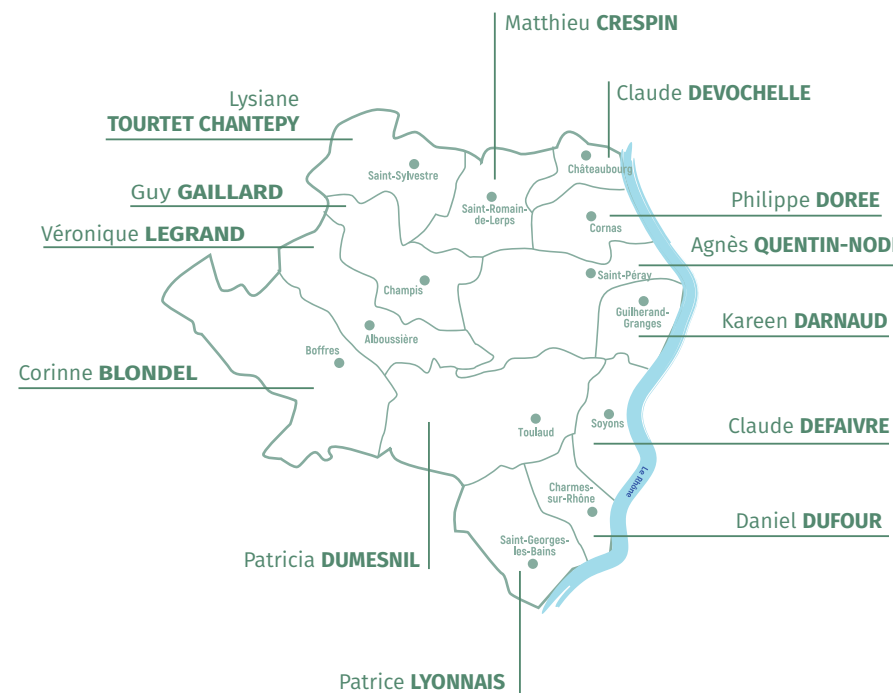 Matthieu CRESPIN
Lysiane
TOURTET CHANTEPY
Claude DEVOCHELLE
Châteaubourg
Saint-Sylvestre
Guy GAILLARD
Saint-Romain-
de-Lerps
Philippe DOREE
Cornas
Véronique LEGRAND
Agnès QUENTIN-NODI
Saint-Péray
Champis
Guilherand-
Granges
Kareen DARNAUD
Alboussière
Boffres
Corinne BLONDEL
Toulaud
Soyons
Claude DEFAIVRE
Le Rhône
Charmes-
sur-Rhône
Daniel DUFOUR
Saint-Georges-
les-Bains
Patricia DUMESNIL
Patrice LYONNAIS